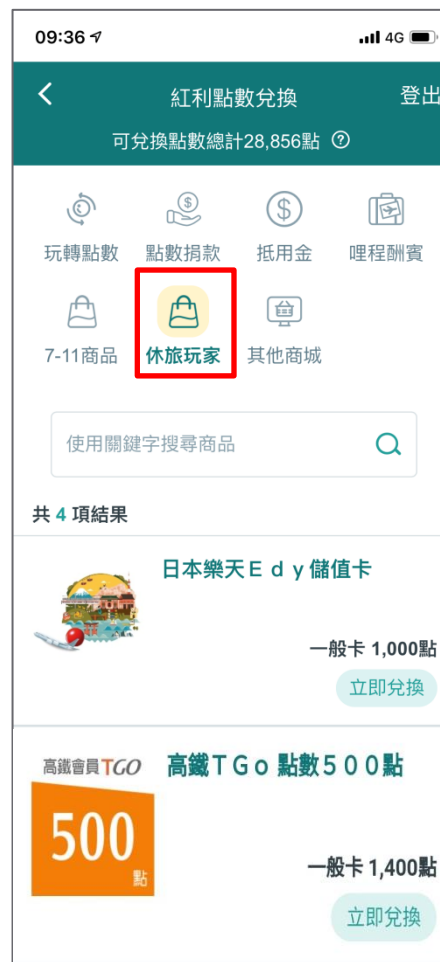 09:36 4G
紅利點數兌換 登出
可兌換點數總計28,856點 ?
玩轉點數 點數捐款 抵用金 哩程酬賓
7-11商品 休旅玩家 其他商城
使用關鍵字搜尋商品
共 4 項結果
日本樂天Ｅｄｙ儲值卡
一般卡 1,000點
立即兌換
高鐵會員TGO
高鐵ＴＧｏ點數５００點
500
點
一般卡 1,400點
立即兌換